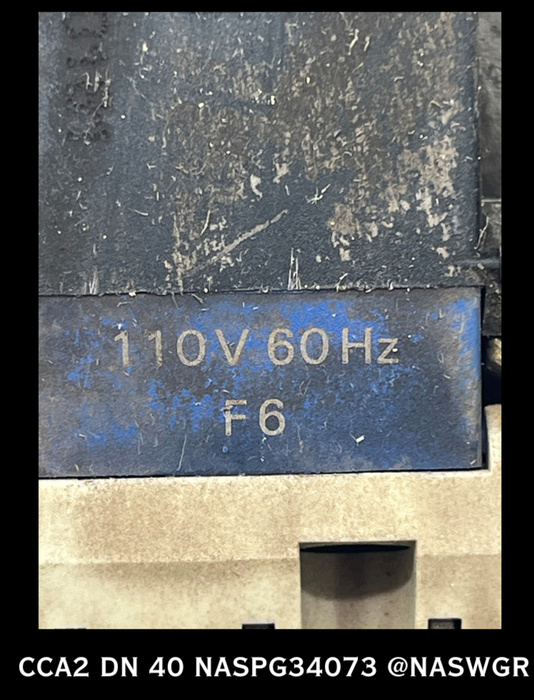 110V 60Hz
F6
CCA2 DN 40 NASPG34073 @NASWGR